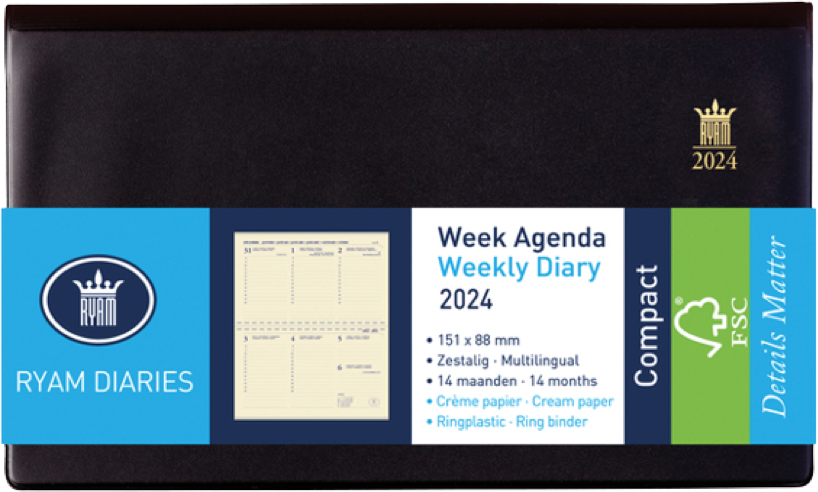 RYAM
2024
RYAM
RYAM DIARIES
Week Agenda
Weekly Diary
2024
• 151 x 88 mm
• Zestalig · Multilingual
• 14 maanden · 14 months
• Crème papier · Cream paper
• Ringplastic · Ring binder
Compact
® FSC
Details Matter
31
1
2
3
4
5
6